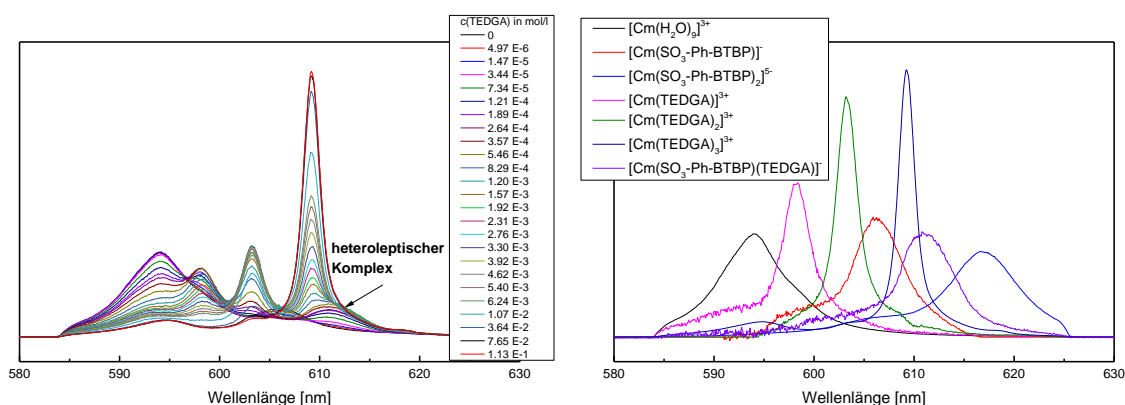 c(TEDGA) in mol/l
0
4.97 E-6
1.47 E-5
3.44 E-5
7.34 E-5
1.21 E-4
1.89 E-4
2.64 E-4
3.57 E-4
5.46 E-4
8.29 E-4
1.20 E-3
1.57 E-3
1.92 E-3
2.31 E-3
2.76 E-3
3.30 E-3
3.92 E-3
4.62 E-3
5.40 E-3
6.24 E-3
1.07 E-2
3.64 E-2
7.65 E-2
1.13 E-1
heteroleptischer
Komplex
580 590 600 610 620 630
Wellenlänge [nm]
[Cm(H₂O)₉]³⁺
[Cm(SO₃-Ph-BTBP)]⁻
[Cm(SO₃-Ph-BTBP)₂]⁵⁻
[Cm(TEDGA)]³⁺
[Cm(TEDGA)₂]³⁺
[Cm(TEDGA)₃]³⁺
[Cm(SO₃-Ph-BTBP)(TEDGA)]⁻
580 590 600 610 620 630
Wellenlänge [nm]